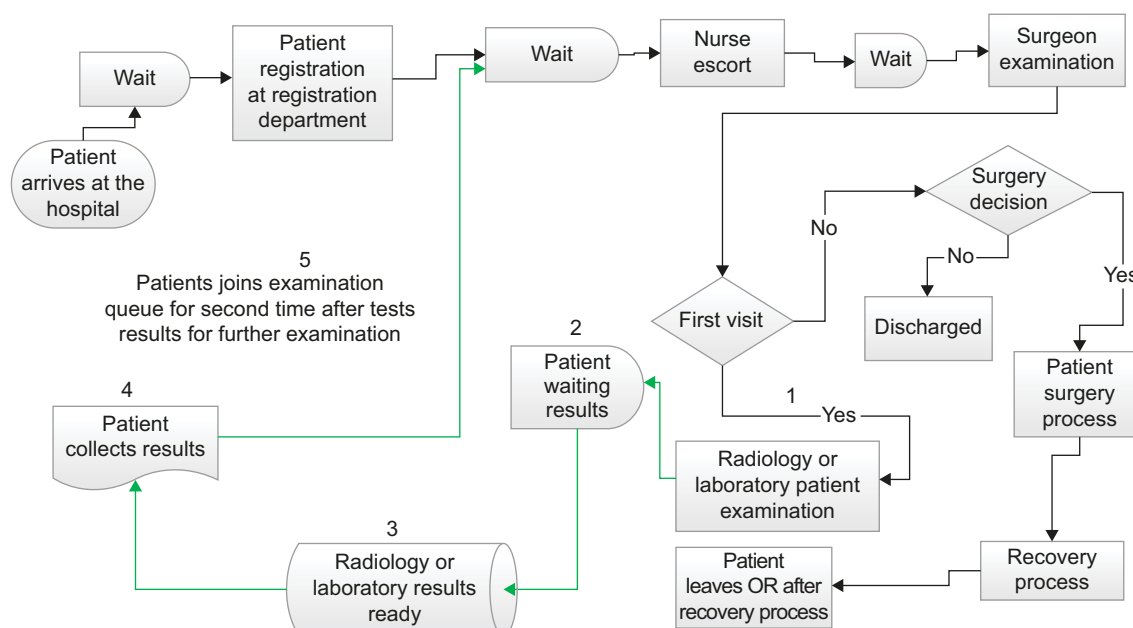 Wait
Patient
registration
at registration
department
Wait
Nurse
escort
Wait
Surgeon
examination
Patient
arrives at the
hospital
Surgery
decision
No
No
Yes
5
Patients joins examination
queue for second time after tests
results for further examination
First visit
Discharged
2
Patient
waiting
results
1
Yes
Patient
surgery
process
4
Patient
collects results
Radiology or
laboratory patient
examination
3
Radiology or
laboratory results
ready
Patient
leaves OR after
recovery process
Recovery
process